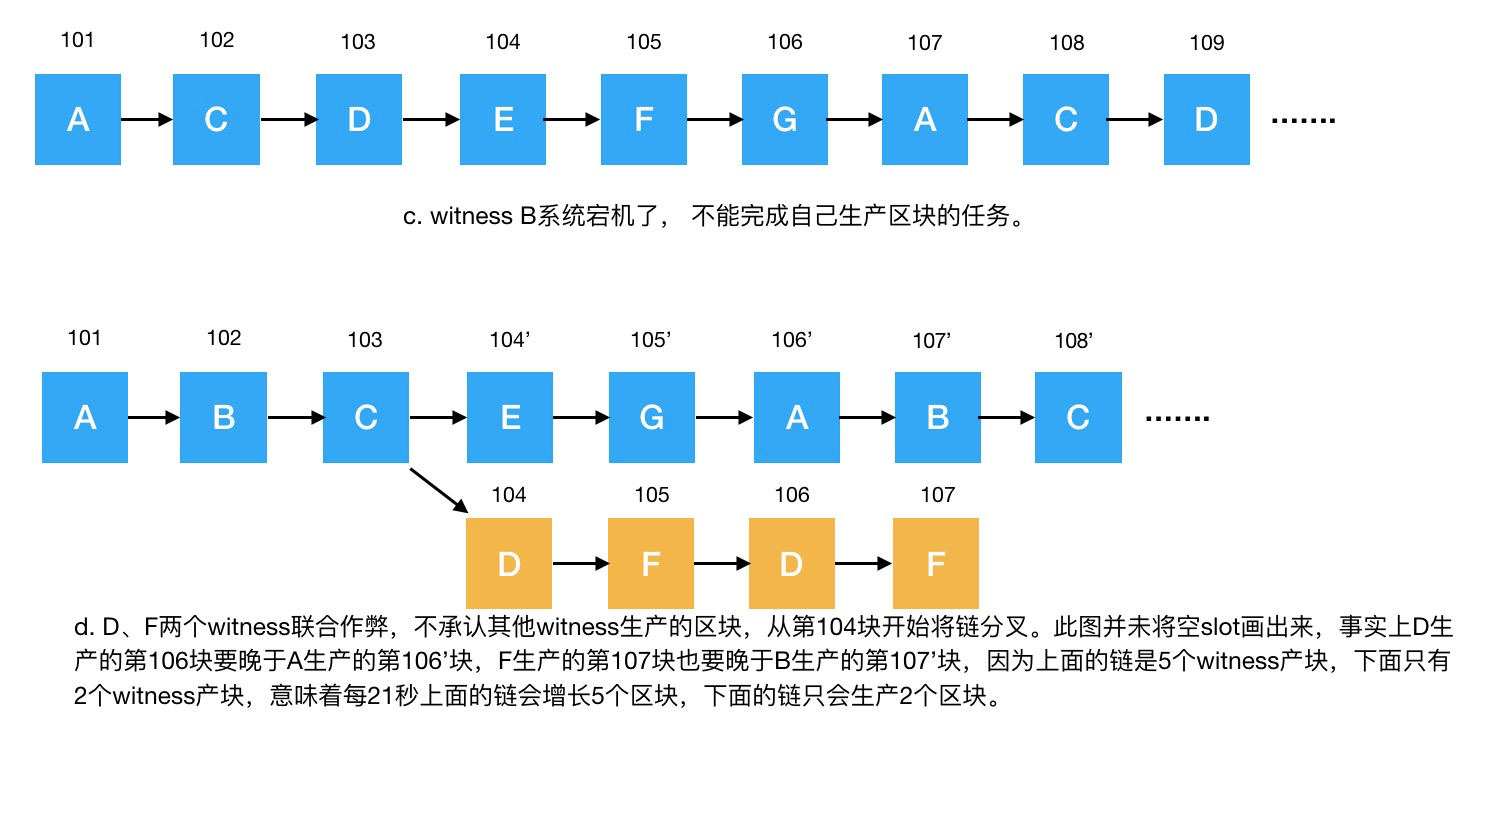 101 102 103 104 105 106 107 108 109
A C D E F G A C D .......
c. witness B系统宕机了， 不能完成自己生产区块的任务。
101 102 103 104’ 105’ 106’ 107’ 108’
A B C E G A B C .......
104 105 106 107
D F D F
d. D、F两个witness联合作弊，不承认其他witness生产的区块，从第104块开始将链分叉。此图并未将空slot画出来，事实上D生
产的第106块要晚于A生产的第106’块，F生产的第107块也要晚于B生产的第107’块，因为上面的链是5个witness产块，下面只有
2个witness产块，意味着每21秒上面的链会增长5个区块，下面的链只会生产2个区块。